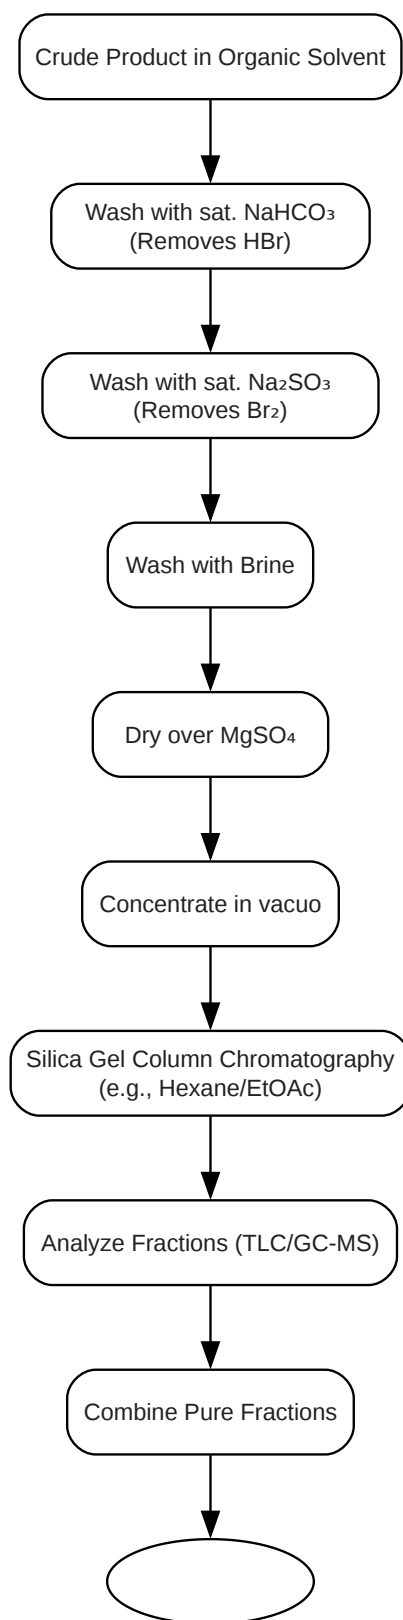 Crude Product in Organic Solvent
Wash with sat. NaHCO₃
(Removes HBr)
Wash with sat. Na₂SO₃
(Removes Br₂)
Wash with Brine
Dry over MgSO₄
Concentrate in vacuo
Silica Gel Column Chromatography
(e.g., Hexane/EtOAc)
Analyze Fractions (TLC/GC-MS)
Combine Pure Fractions